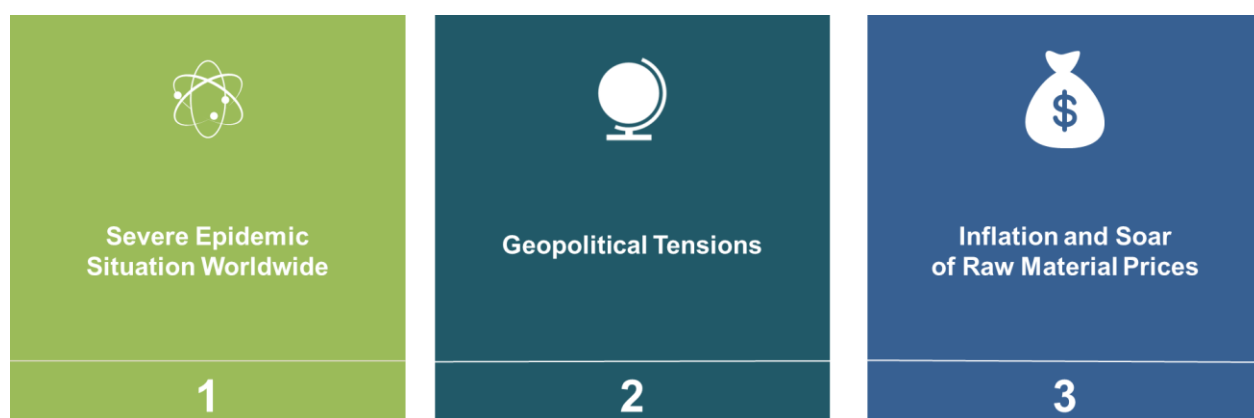 $
Severe Epidemic
Situation Worldwide
1
Geopolitical Tensions
2
Inflation and Soar
of Raw Material Prices
3